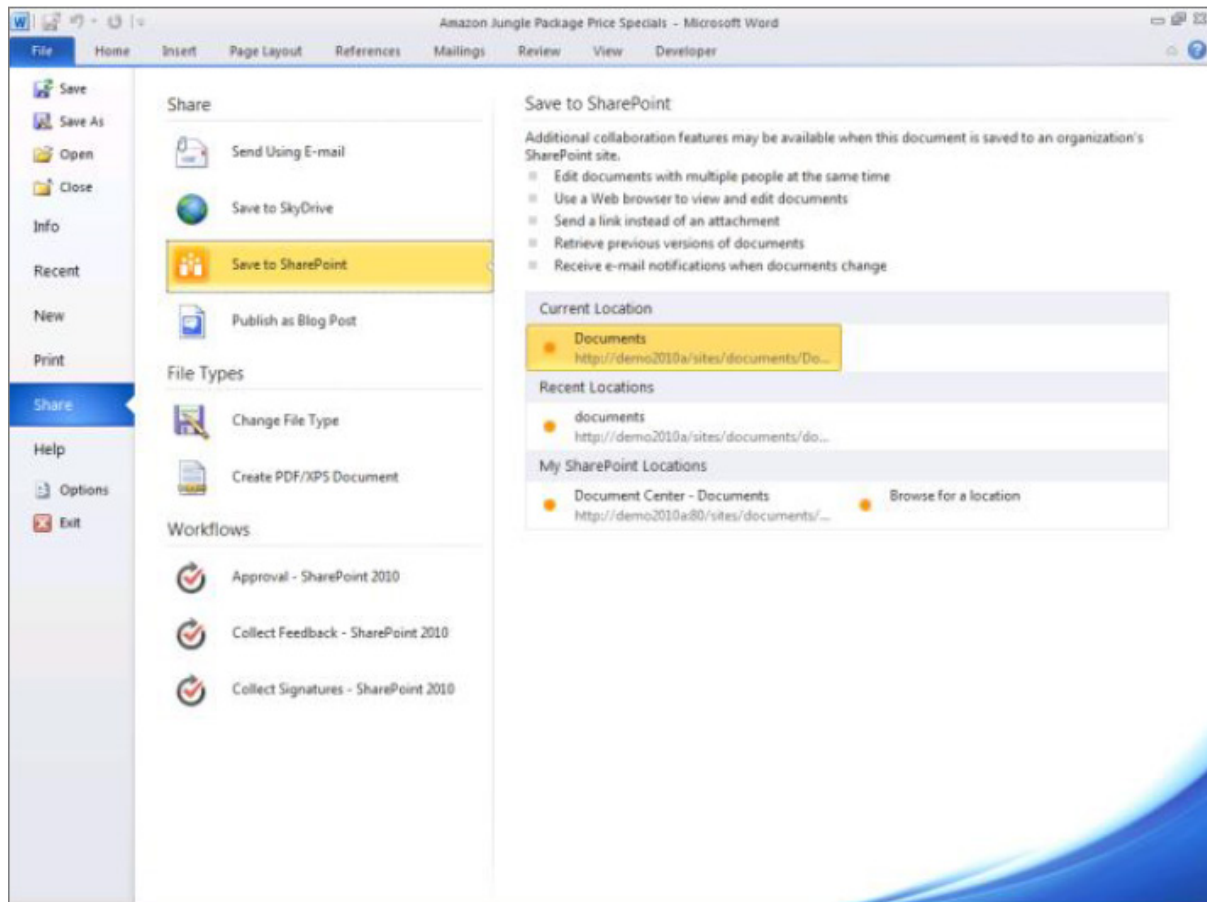 Amazon Jungle Package Price Specials - Microsoft Word
File Home Insert Page Layout References Mailings Review View Developer
Save
Save As
Open
Close
Info
Recent
New
Print
Share
Help
Options
Exit
Share
Send Using E-mail
Save to SkyDrive
Save to SharePoint
Publish as Blog Post
File Types
Change File Type
Create PDF/XPS Document
Workflows
Approval - SharePoint 2010
Collect Feedback - SharePoint 2010
Collect Signatures - SharePoint 2010
Save to SharePoint
Additional collaboration features may be available when this document is saved to an organization's
SharePoint site.
Edit documents with multiple people at the same time
Use a Web browser to view and edit documents
Send a link instead of an attachment
Retrieve previous versions of documents
Receive e-mail notifications when documents change
Current Location
Documents
http://demo2010a/sites/documents/Do...
Recent Locations
documents
http://demo2010a/sites/documents/do...
My SharePoint Locations
Document Center - Documents
http://demo2010a:80/sites/documents/...
Browse for a location